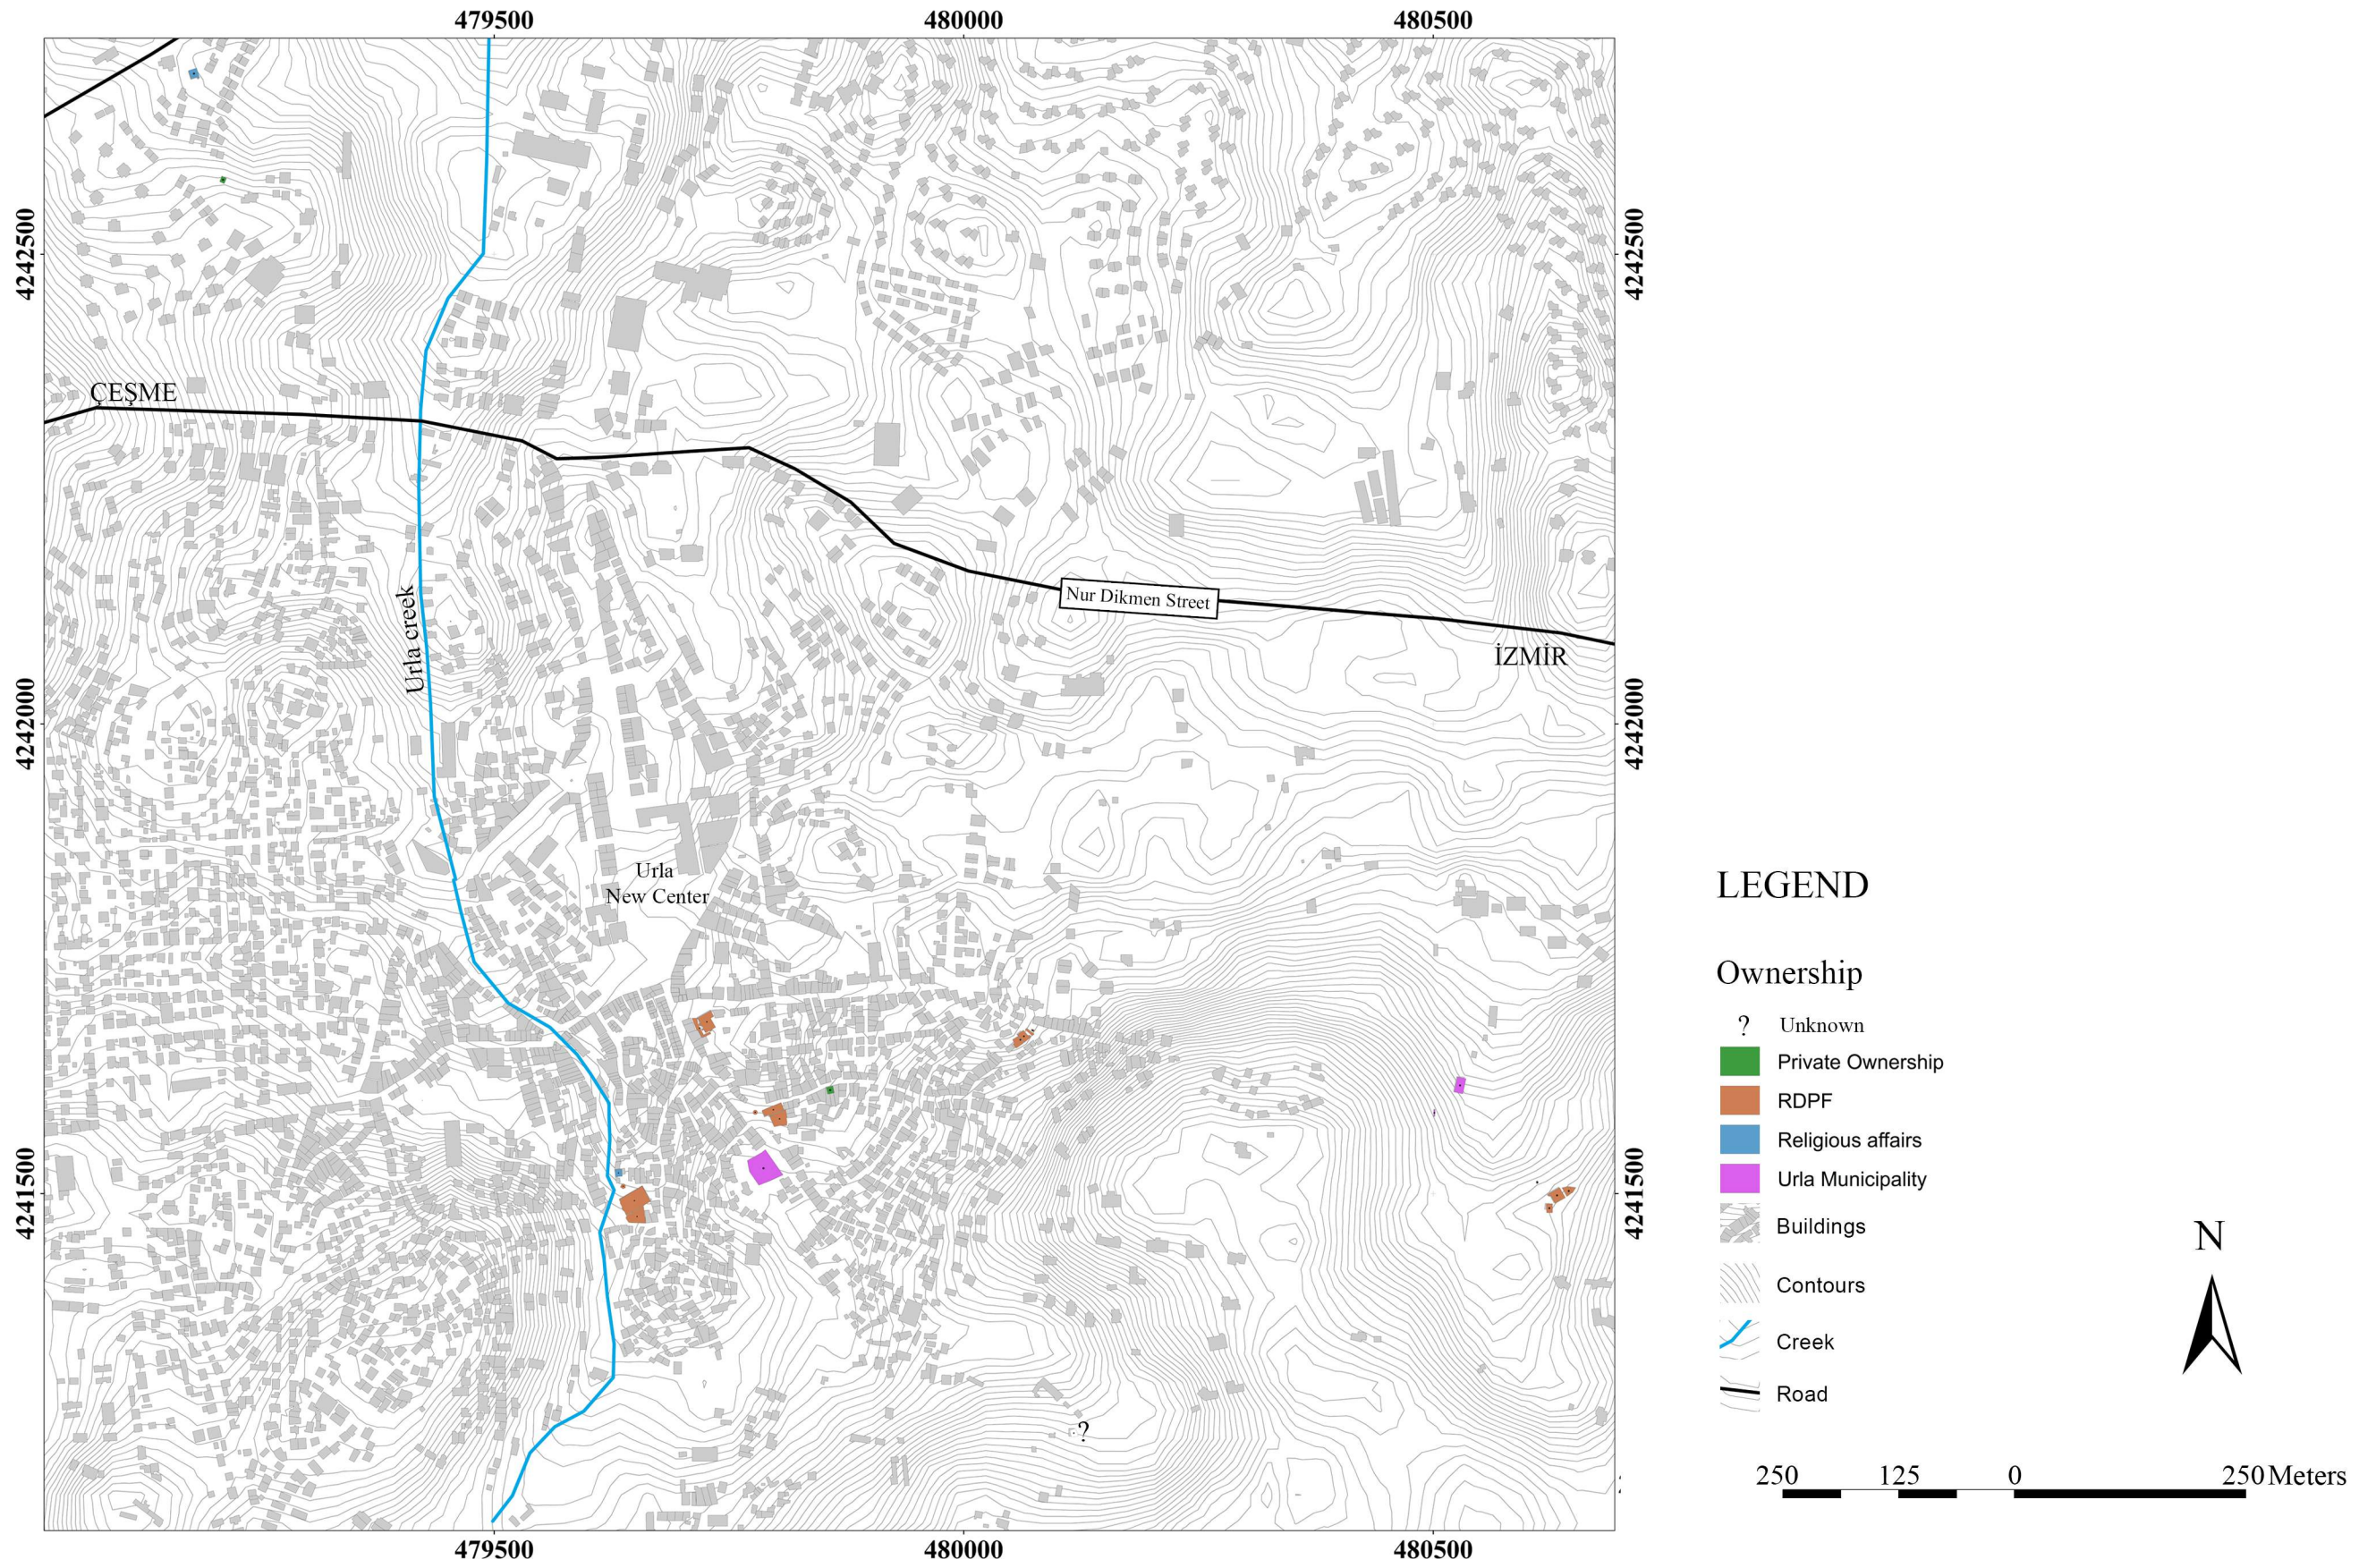 479500
480000
480500
4242500
4242500
ÇEŞME
Urla creek
Nur Dikmen Street
İZMİR
4242000
4242000
Urla
New Center
4241500
4241500
?
479500
480000
480500
LEGEND
Ownership
? Unknown
Private Ownership
RDPF
Religious affairs
Urla Municipality
Buildings
Contours
Creek
Road
N
250 125 0 250 Meters